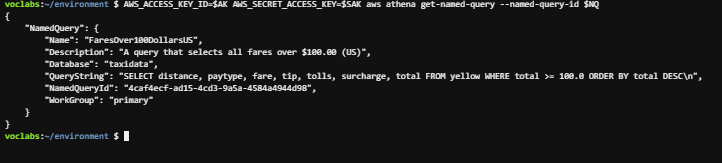 voclabs:~/environment $ AWS_ACCESS_KEY_ID=$AK AWS_SECRET_ACCESS_KEY=$SAK aws athena get-named-query --named-query-id $NQ
{
    "NamedQuery": {
        "Name": "FaresOver100DollarsUS",
        "Description": "A query that selects all fares over $100.00 (US)",
        "Database": "taxidata",
        "QueryString": "SELECT distance, paytype, fare, tip, tolls, surcharge, total FROM yellow WHERE total >= 100.0 ORDER BY total DESC\n",
        "NamedQueryId": "4caf4ecf-ad15-4cd3-9a5a-4584a4944d98",
        "WorkGroup": "primary"
    }
}
voclabs:~/environment $